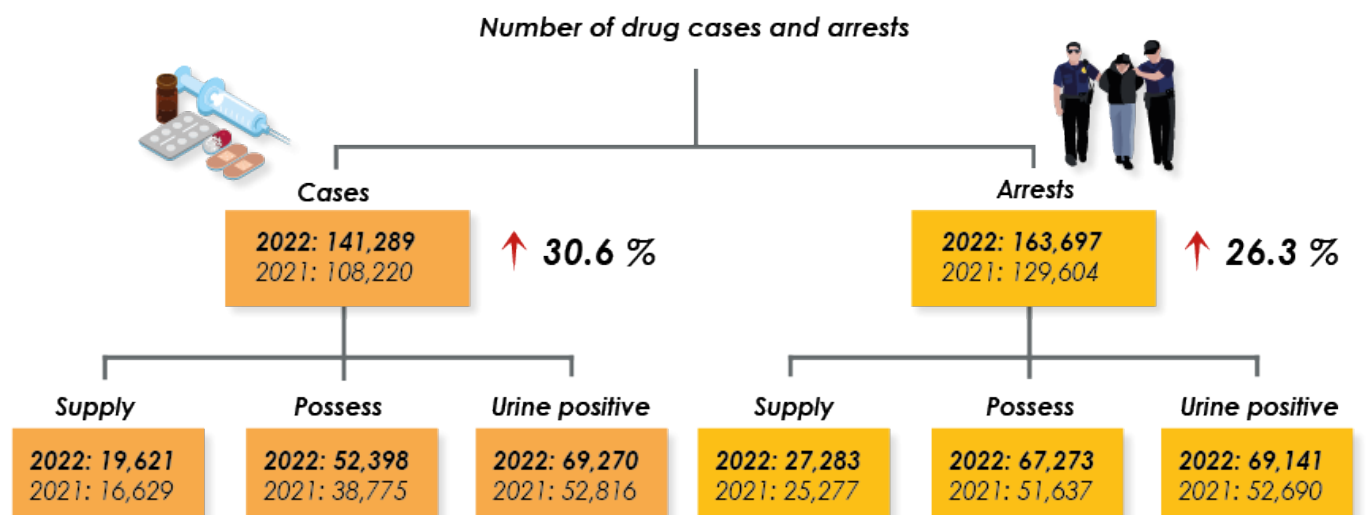 Number of drug cases and arrests
Cases
2022: 141,289
2021: 108,220
30.6 %
Arrests
2022: 163,697
2021: 129,604
26.3 %
Supply
2022: 19,621
2021: 16,629
Possess
2022: 52,398
2021: 38,775
Urine positive
2022: 69,270
2021: 52,816
Supply
2022: 27,283
2021: 25,277
Possess
2022: 67,273
2021: 51,637
Urine positive
2022: 69,141
2021: 52,690